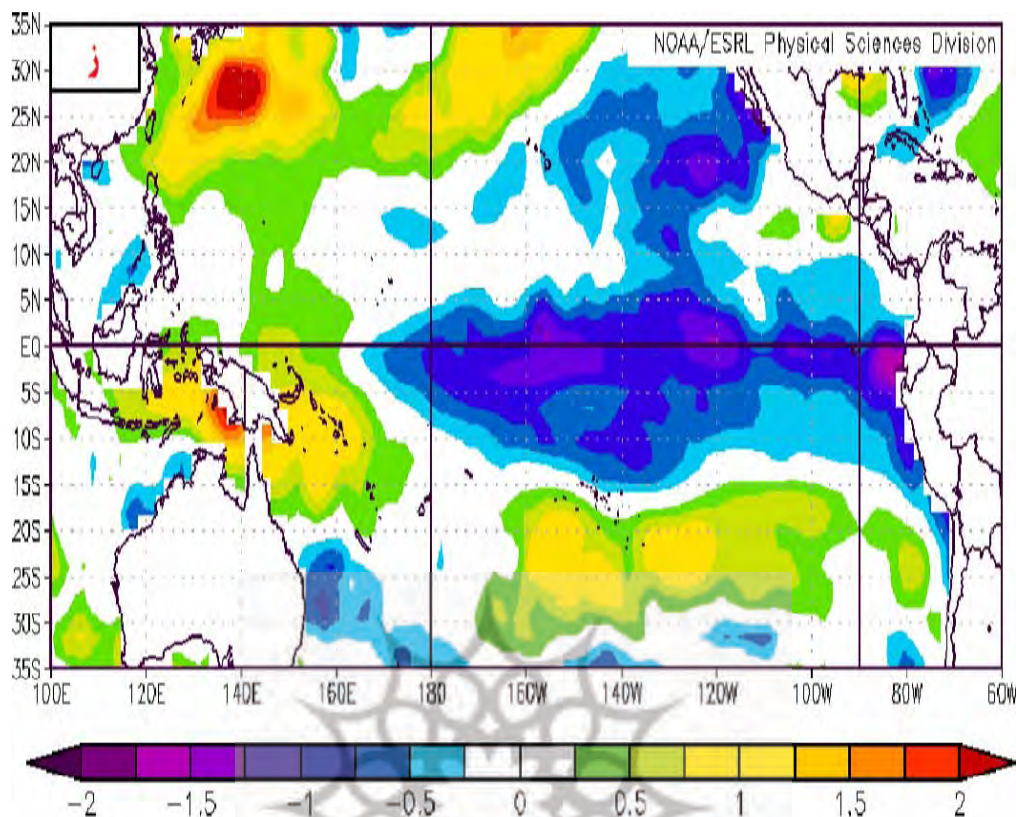 35N
ز
NOAA/ESRL Physical Sciences Division
30N
25N
20N
15N
10N
5N
EQ
5S
10S
15S
20S
25S
30S
35S
100E 120E 140E 160E 180 160W 140W 120W 100W 80W 60W
-2 -1.5 -1 -0.5 0 0.5 1 1.5 2